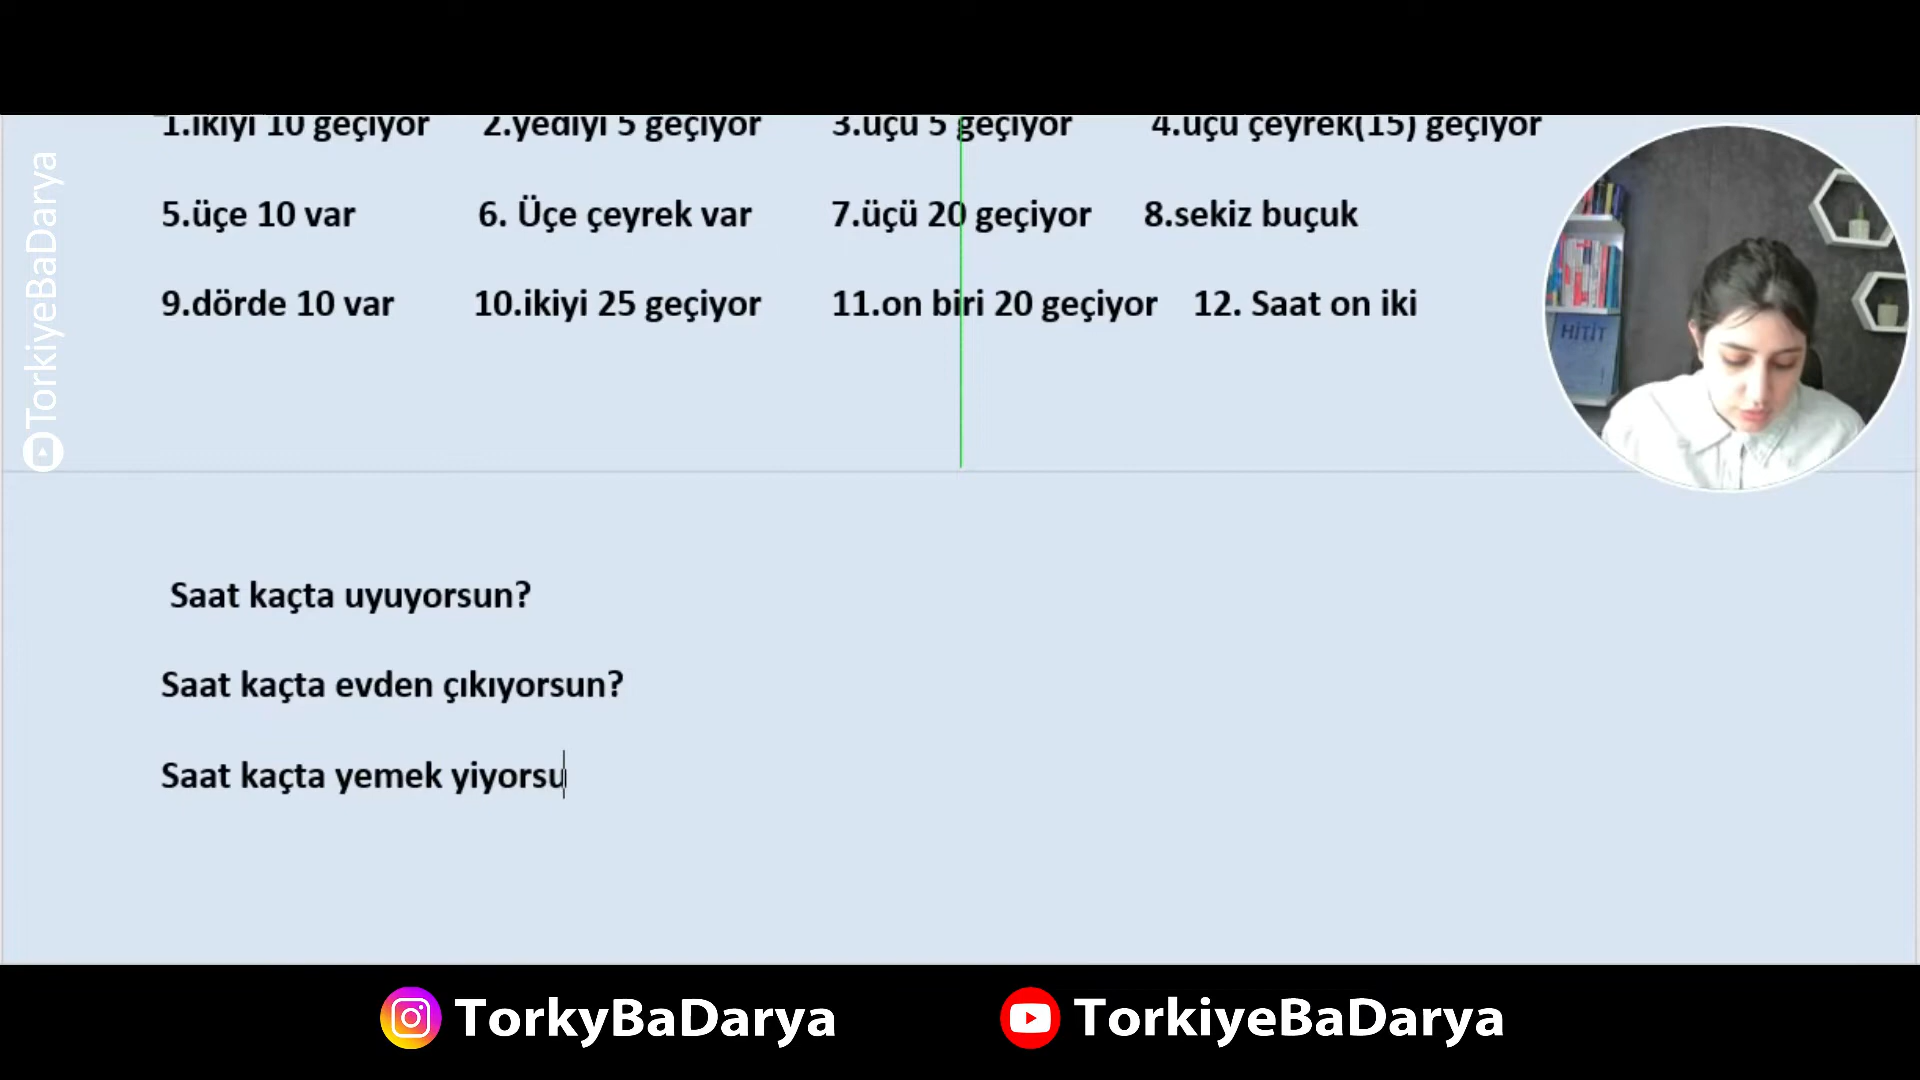 1.ikiyi 10 geçiyor 2.yediyi 5 geçiyor 3.üçü 5 geçiyor 4.üçü çeyrek(15) geçiyor
5.üçe 10 var 6. Üçe çeyrek var 7.üçü 20 geçiyor 8.sekiz buçuk
9.dörde 10 var 10.ikiyi 25 geçiyor 11.on biri 20 geçiyor 12. Saat on iki
TorkiyeBaDarya
HİTİT
Saat kaçta uyuyorsun?
Saat kaçta evden çıkıyorsun?
Saat kaçta yemek yiyorsu
TorkyBaDarya TorkiyeBaDarya